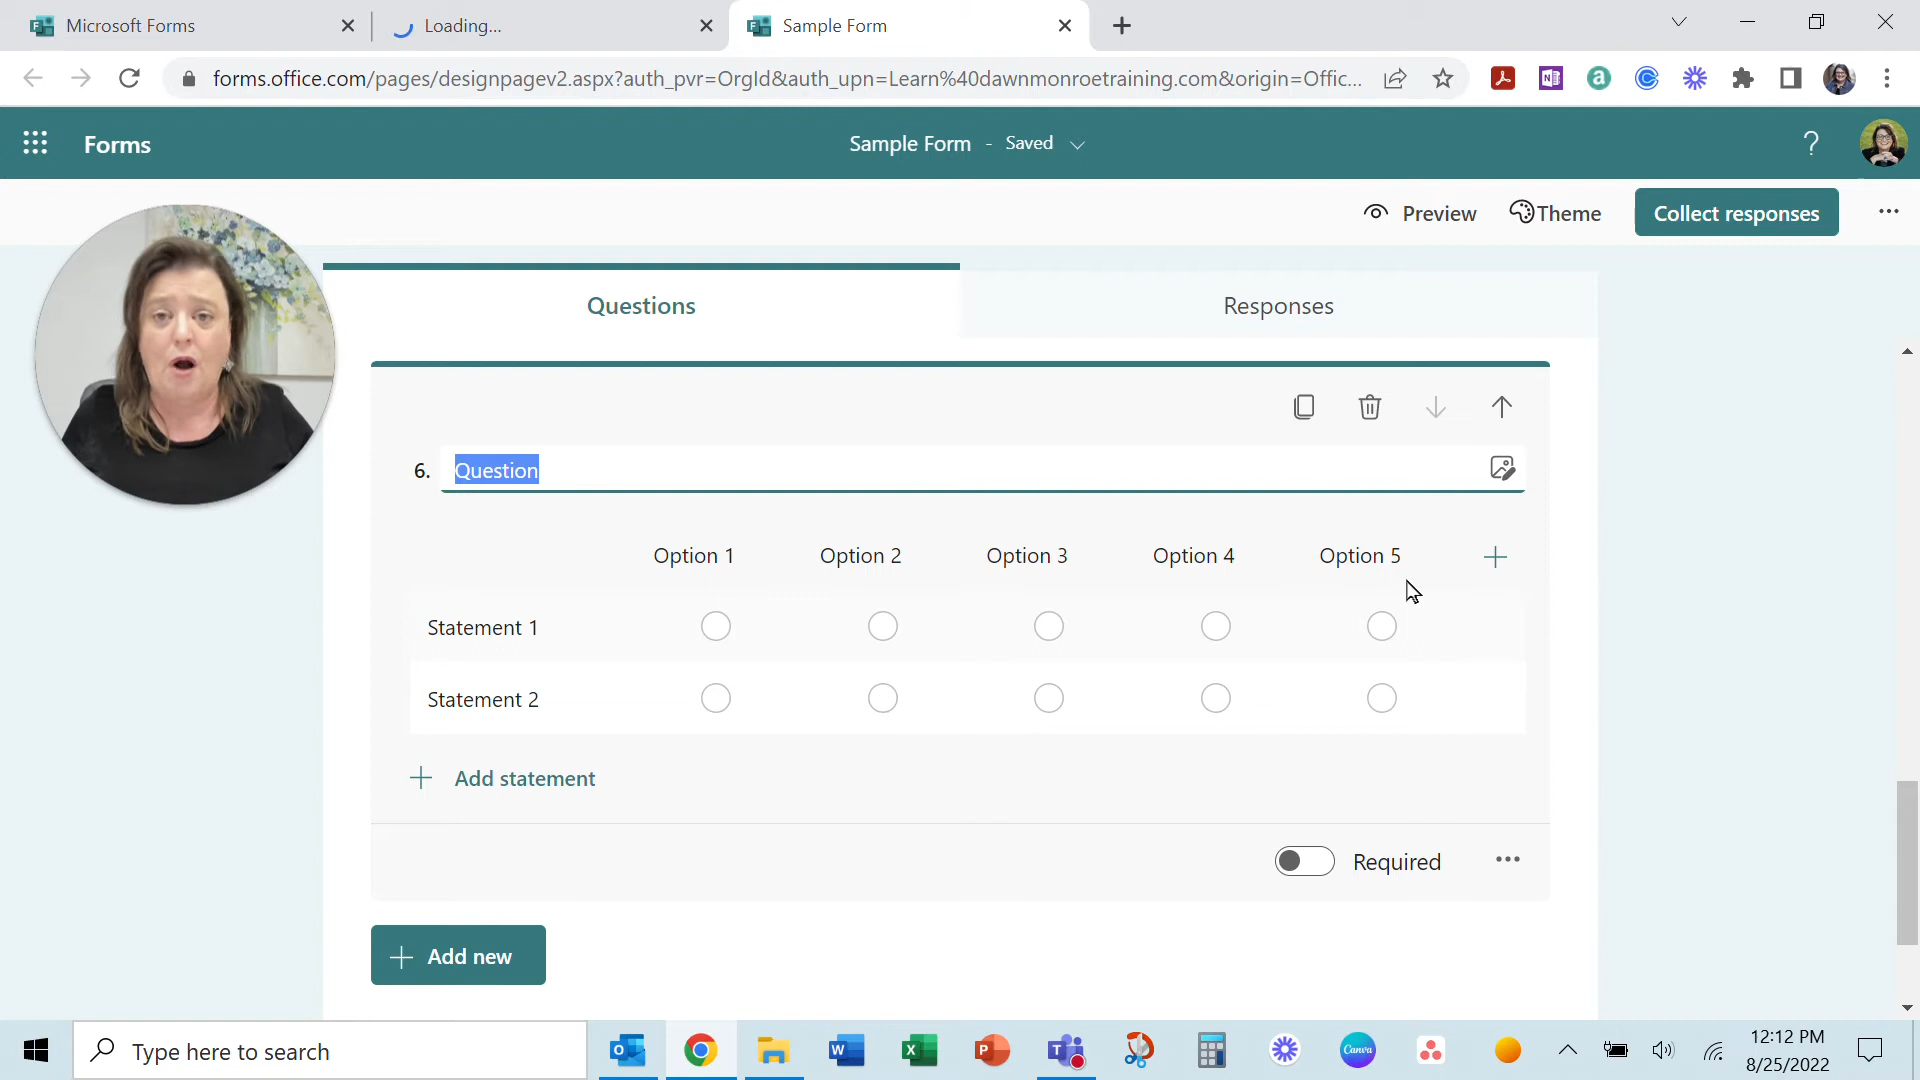 Microsoft Forms
Loading...
Sample Form
forms.office.com/pages/designpagev2.aspx?auth_pvr=OrgId&auth_upn=Learn%40dawnmonroetraining.com&origin=Offic...
Forms
Sample Form - Saved
?
Preview
Theme
Collect responses
Questions
Responses
6. Question
Option 1 Option 2 Option 3 Option 4 Option 5
Statement 1
Statement 2
Add statement
Required
Add new
Type here to search
Canva
12:12 PM
8/25/2022